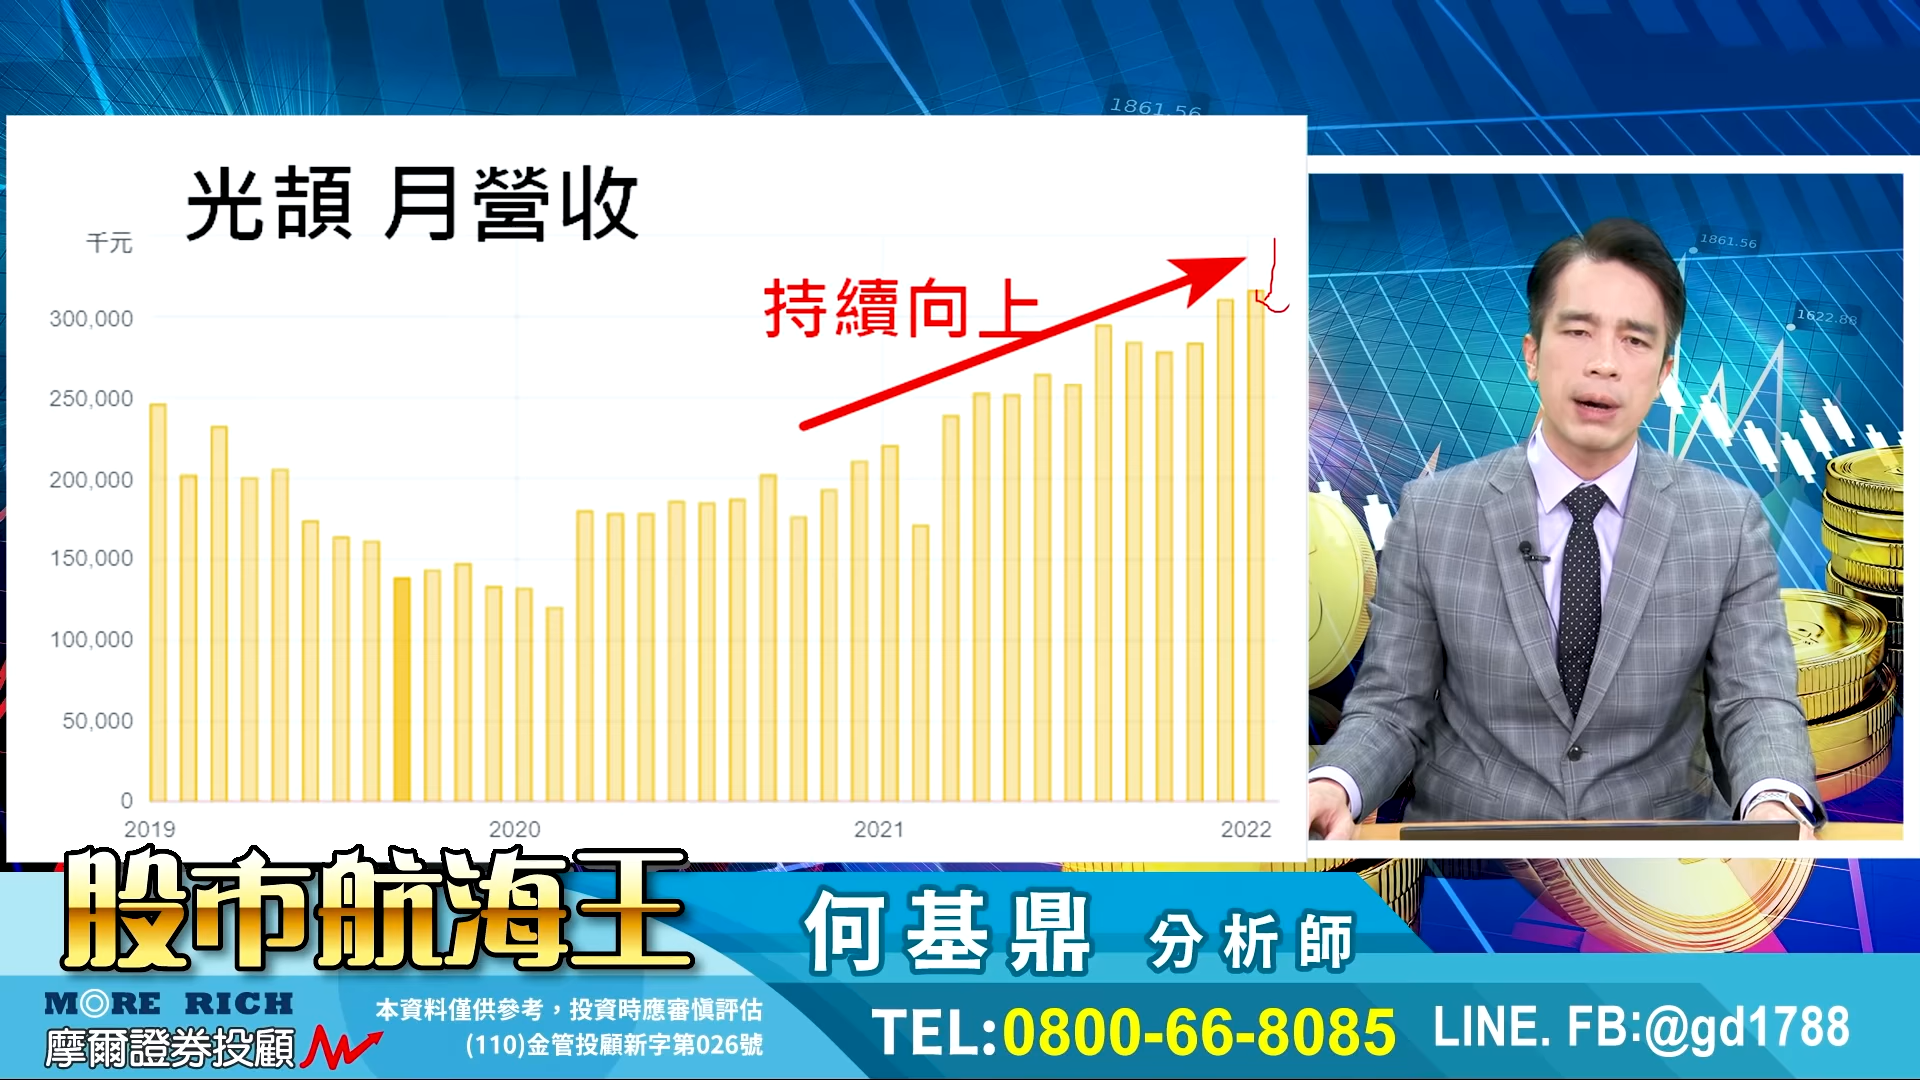 1861.56
光頡 月營收
千元
持續向上
300,000
250,000
200,000
150,000
100,000
50,000
0
2019
2020
2021
2022
1861.56
1622.88
股市航海王
何基鼎 分析師
MORE RICH
摩爾證券投顧
本資料僅供參考，投資時應審慎評估
(110)金管投顧新字第026號
TEL:0800-66-8085
LINE. FB:@gd1788